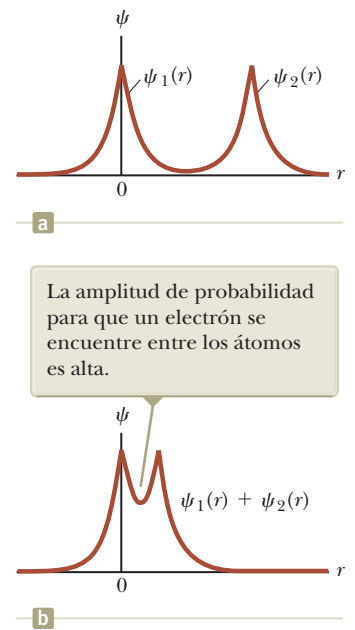 ψ
ψ₁(r)
ψ₂(r)
r
0
a
La amplitud de probabilidad
para que un electrón se
encuentre entre los átomos
es alta.
ψ
ψ₁(r) + ψ₂(r)
r
0
b